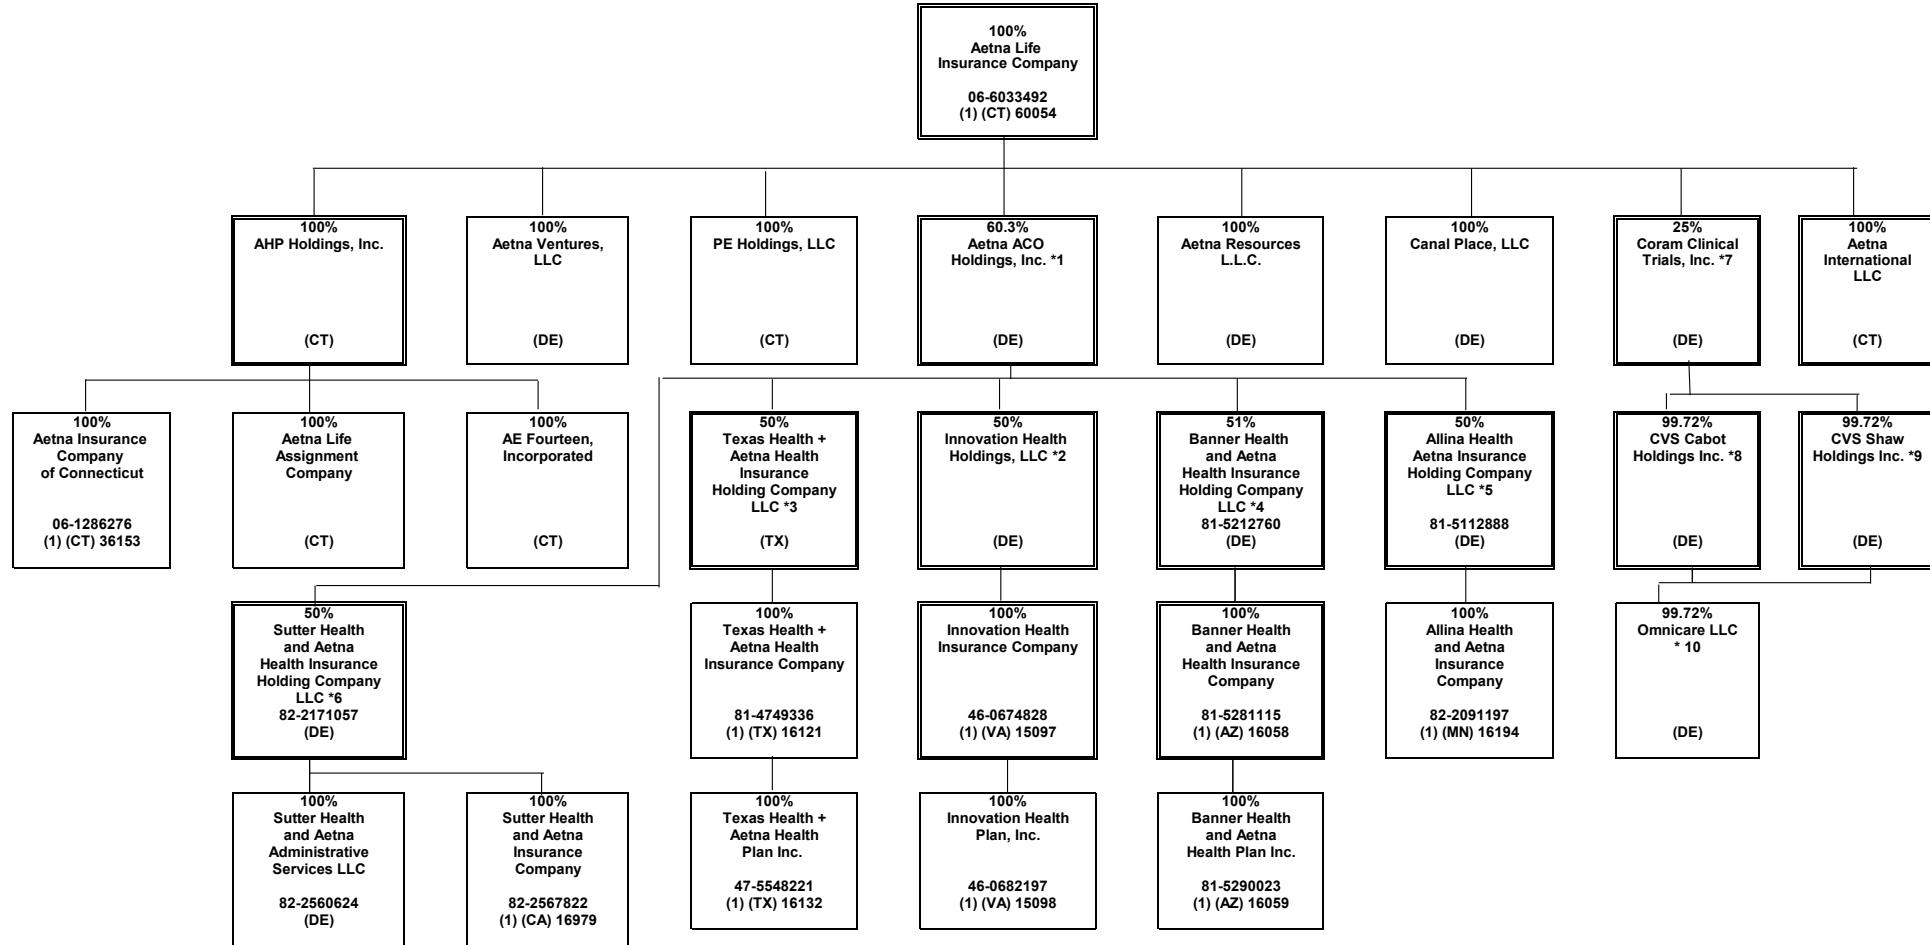 100%
Aetna Life
Insurance Company
06-6033492
(1) (CT) 60054
100%
AHP Holdings, Inc.
(CT)
100%
Aetna Ventures,
LLC
(DE)
100%
PE Holdings, LLC
(CT)
60.3%
Aetna ACO
Holdings, Inc. *1
(DE)
100%
Aetna Resources
L.L.C.
(DE)
100%
Canal Place, LLC
(DE)
25%
Coram Clinical
Trials, Inc. *7
(DE)
100%
Aetna
International
LLC
(CT)
100%
Aetna Insurance
Company
of Connecticut
06-1286276
(1) (CT) 36153
100%
Aetna Life
Assignment
Company
(CT)
100%
AE Fourteen,
Incorporated
(CT)
50%
Texas Health +
Aetna Health
Insurance
Holding Company
LLC *3
(TX)
50%
Innovation Health
Holdings, LLC *2
(DE)
51%
Banner Health
and Aetna
Health Insurance
Holding Company
LLC *4
81-5212760
(DE)
50%
Allina Health
Aetna Insurance
Holding Company
LLC *5
81-5112888
(DE)
99.72%
CVS Cabot
Holdings Inc. *8
(DE)
99.72%
CVS Shaw
Holdings Inc. *9
(DE)
50%
Sutter Health
and Aetna
Health Insurance
Holding Company
LLC *6
82-2171057
(DE)
100%
Texas Health +
Aetna Health
Insurance Company
81-4749336
(1) (TX) 16121
100%
Innovation Health
Insurance Company
46-0674828
(1) (VA) 15097
100%
Banner Health
and Aetna
Health Insurance
Company
81-5281115
(1) (AZ) 16058
100%
Allina Health
and Aetna
Insurance
Company
82-2091197
(1) (MN) 16194
99.72%
Omnicare LLC
* 10
(DE)
100%
Sutter Health
and Aetna
Administrative
Services LLC
82-2560624
(DE)
100%
Sutter Health
and Aetna
Insurance
Company
82-2567822
(1) (CA) 16979
100%
Texas Health +
Aetna Health
Plan Inc.
47-5548221
(1) (TX) 16132
100%
Innovation Health
Plan, Inc.
46-0682197
(1) (VA) 15098
100%
Banner Health
and Aetna
Health Plan Inc.
81-5290023
(1) (AZ) 16059